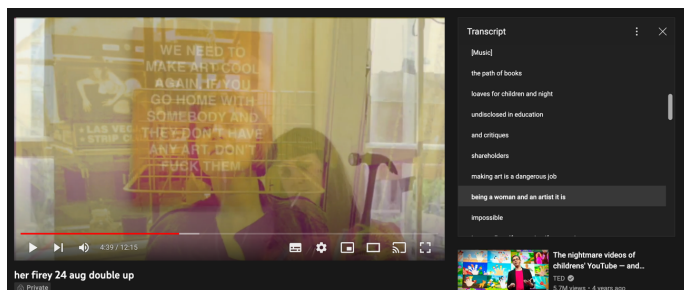 WE NEED TO
MAKE ART COOL
AGAIN. IF YOU
GO HOME WITH
SOMEBODY AND
THEY DON'T HAVE
ANY ART, DON'T
FUCK THEM.
LAS VEGAS
STRIP
4:39 / 12:15
her firey 24 aug double up
Private
Transcript
[Music]
the path of books
loaves for children and night
undisclosed in education
and critiques
shareholders
making art is a dangerous job
being a woman and an artist it is
impossible
The nightmare videos of
childrens' YouTube — and...
TED
5.7M views • 4 years ago